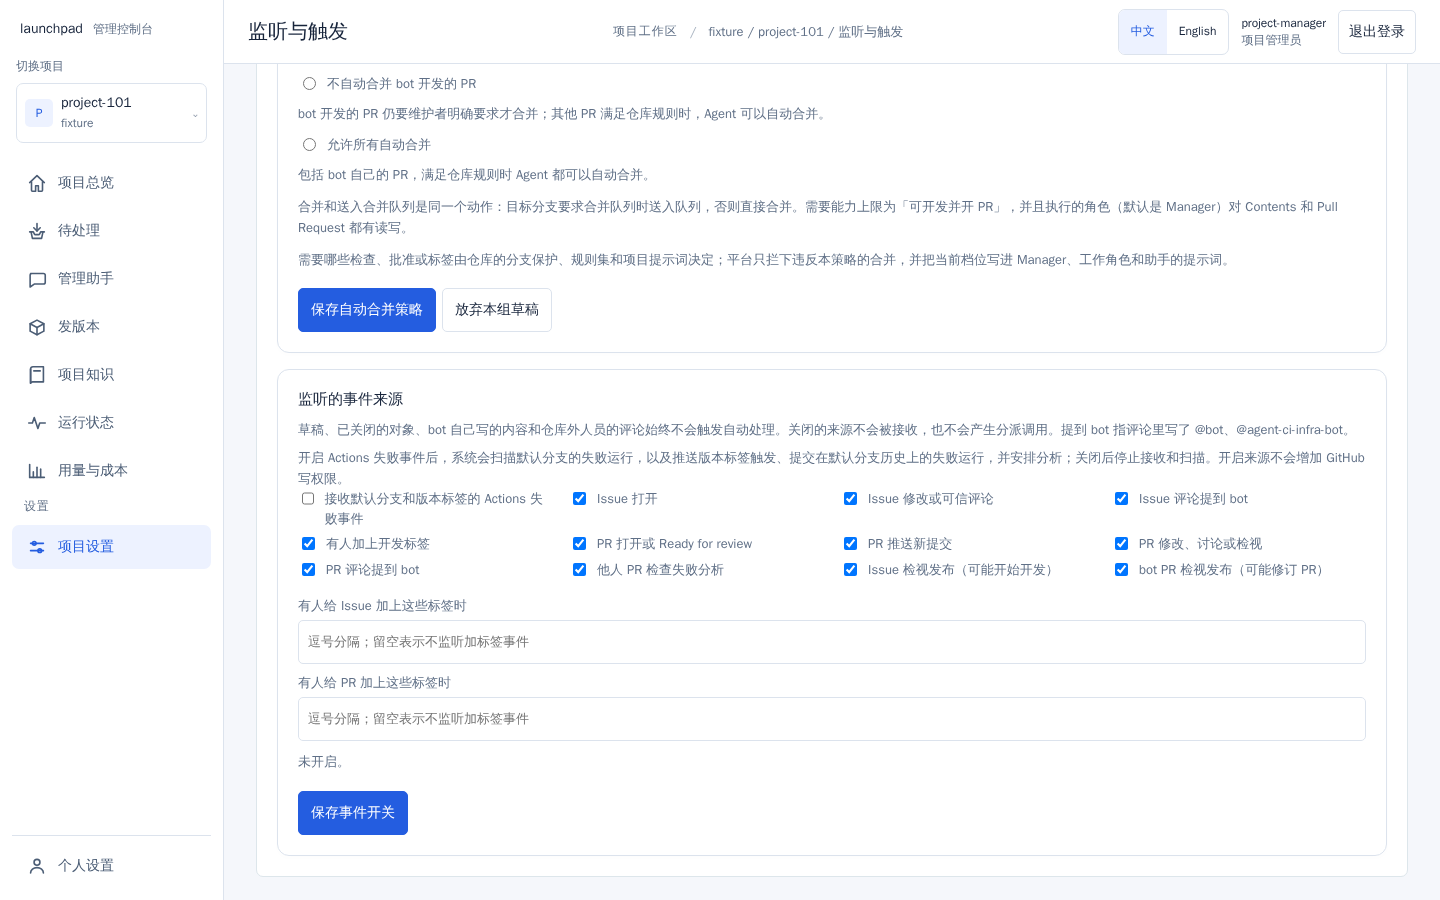 launchpad 管理控制台
切换项目
P
project-101
fixture
项目总览
待处理
管理助手
发版本
项目知识
运行状态
用量与成本
设置
项目设置
个人设置
监听与触发
项目工作区 / fixture / project-101 / 监听与触发
中文 English
project-manager
项目管理员
退出登录
不自动合并 bot 开发的 PR
bot 开发的 PR 仍要维护者明确要求才合并；其他 PR 满足仓库规则时，Agent 可以自动合并。
允许所有自动合并
包括 bot 自己的 PR，满足仓库规则时 Agent 都可以自动合并。
合并和送入合并队列是同一个动作：目标分支要求合并队列时送入队列，否则直接合并。需要能力上限为「可开发并开 PR」，并且执行的角色（默认是 Manager）对 Contents 和 Pull
Request 都有读写。
需要哪些检查、批准或标签由仓库的分支保护、规则集和项目提示词决定；平台只拦下违反本策略的合并，并把当前档位写进 Manager、工作角色和助手的提示词。
保存自动合并策略 放弃本组草稿
监听的事件来源
草稿、已关闭的对象、bot 自己写的内容和仓库外人员的评论始终不会触发自动处理。关闭的来源不会被接收，也不会产生分派调用。提到 bot 指评论里写了 @bot、@agent-ci-infra-bot。
开启 Actions 失败事件后，系统会扫描默认分支的失败运行，以及推送版本标签触发、提交在默认分支历史上的失败运行，并安排分析；关闭后停止接收和扫描。开启来源不会增加 GitHub
写权限。
接收默认分支和版本标签的 Actions 失
败事件
Issue 打开
Issue 修改或可信评论
Issue 评论提到 bot
有人加上开发标签
PR 打开或 Ready for review
PR 推送新提交
PR 修改、讨论或检视
PR 评论提到 bot
他人 PR 检查失败分析
Issue 检视发布（可能开始开发）
bot PR 检视发布（可能修订 PR）
有人给 Issue 加上这些标签时
逗号分隔；留空表示不监听加标签事件
有人给 PR 加上这些标签时
逗号分隔；留空表示不监听加标签事件
未开启。
保存事件开关